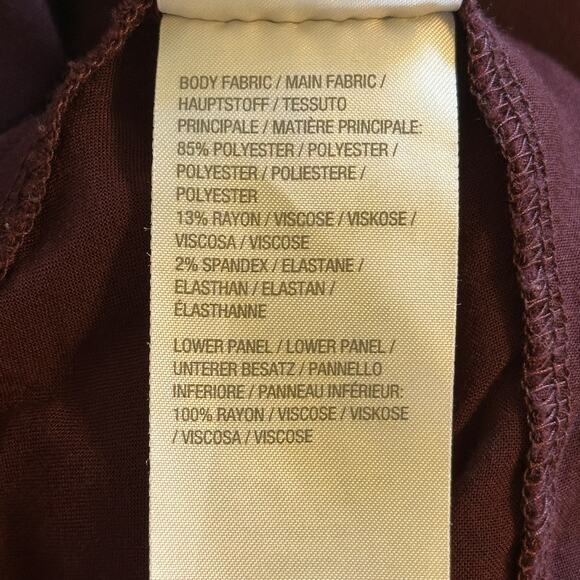 BODY FABRIC / MAIN FABRIC /
HAUPTSTOFF / TESSUTO
PRINCIPALE / MATIÈRE PRINCIPALE:
85% POLYESTER / POLYESTER /
POLYESTER / POLIESTERE /
POLYESTER
13% RAYON / VISCOSE / VISKOSE /
VISCOSA / VISCOSE
2% SPANDEX / ELASTANE /
ELASTHAN / ELASTAN /
ÉLASTHANNE
LOWER PANEL / LOWER PANEL /
UNTERER BESATZ / PANNELLO
INFERIORE / PANNEAU INFÉRIEUR:
100% RAYON / VISCOSE / VISKOSE
/ VISCOSA / VISCOSE